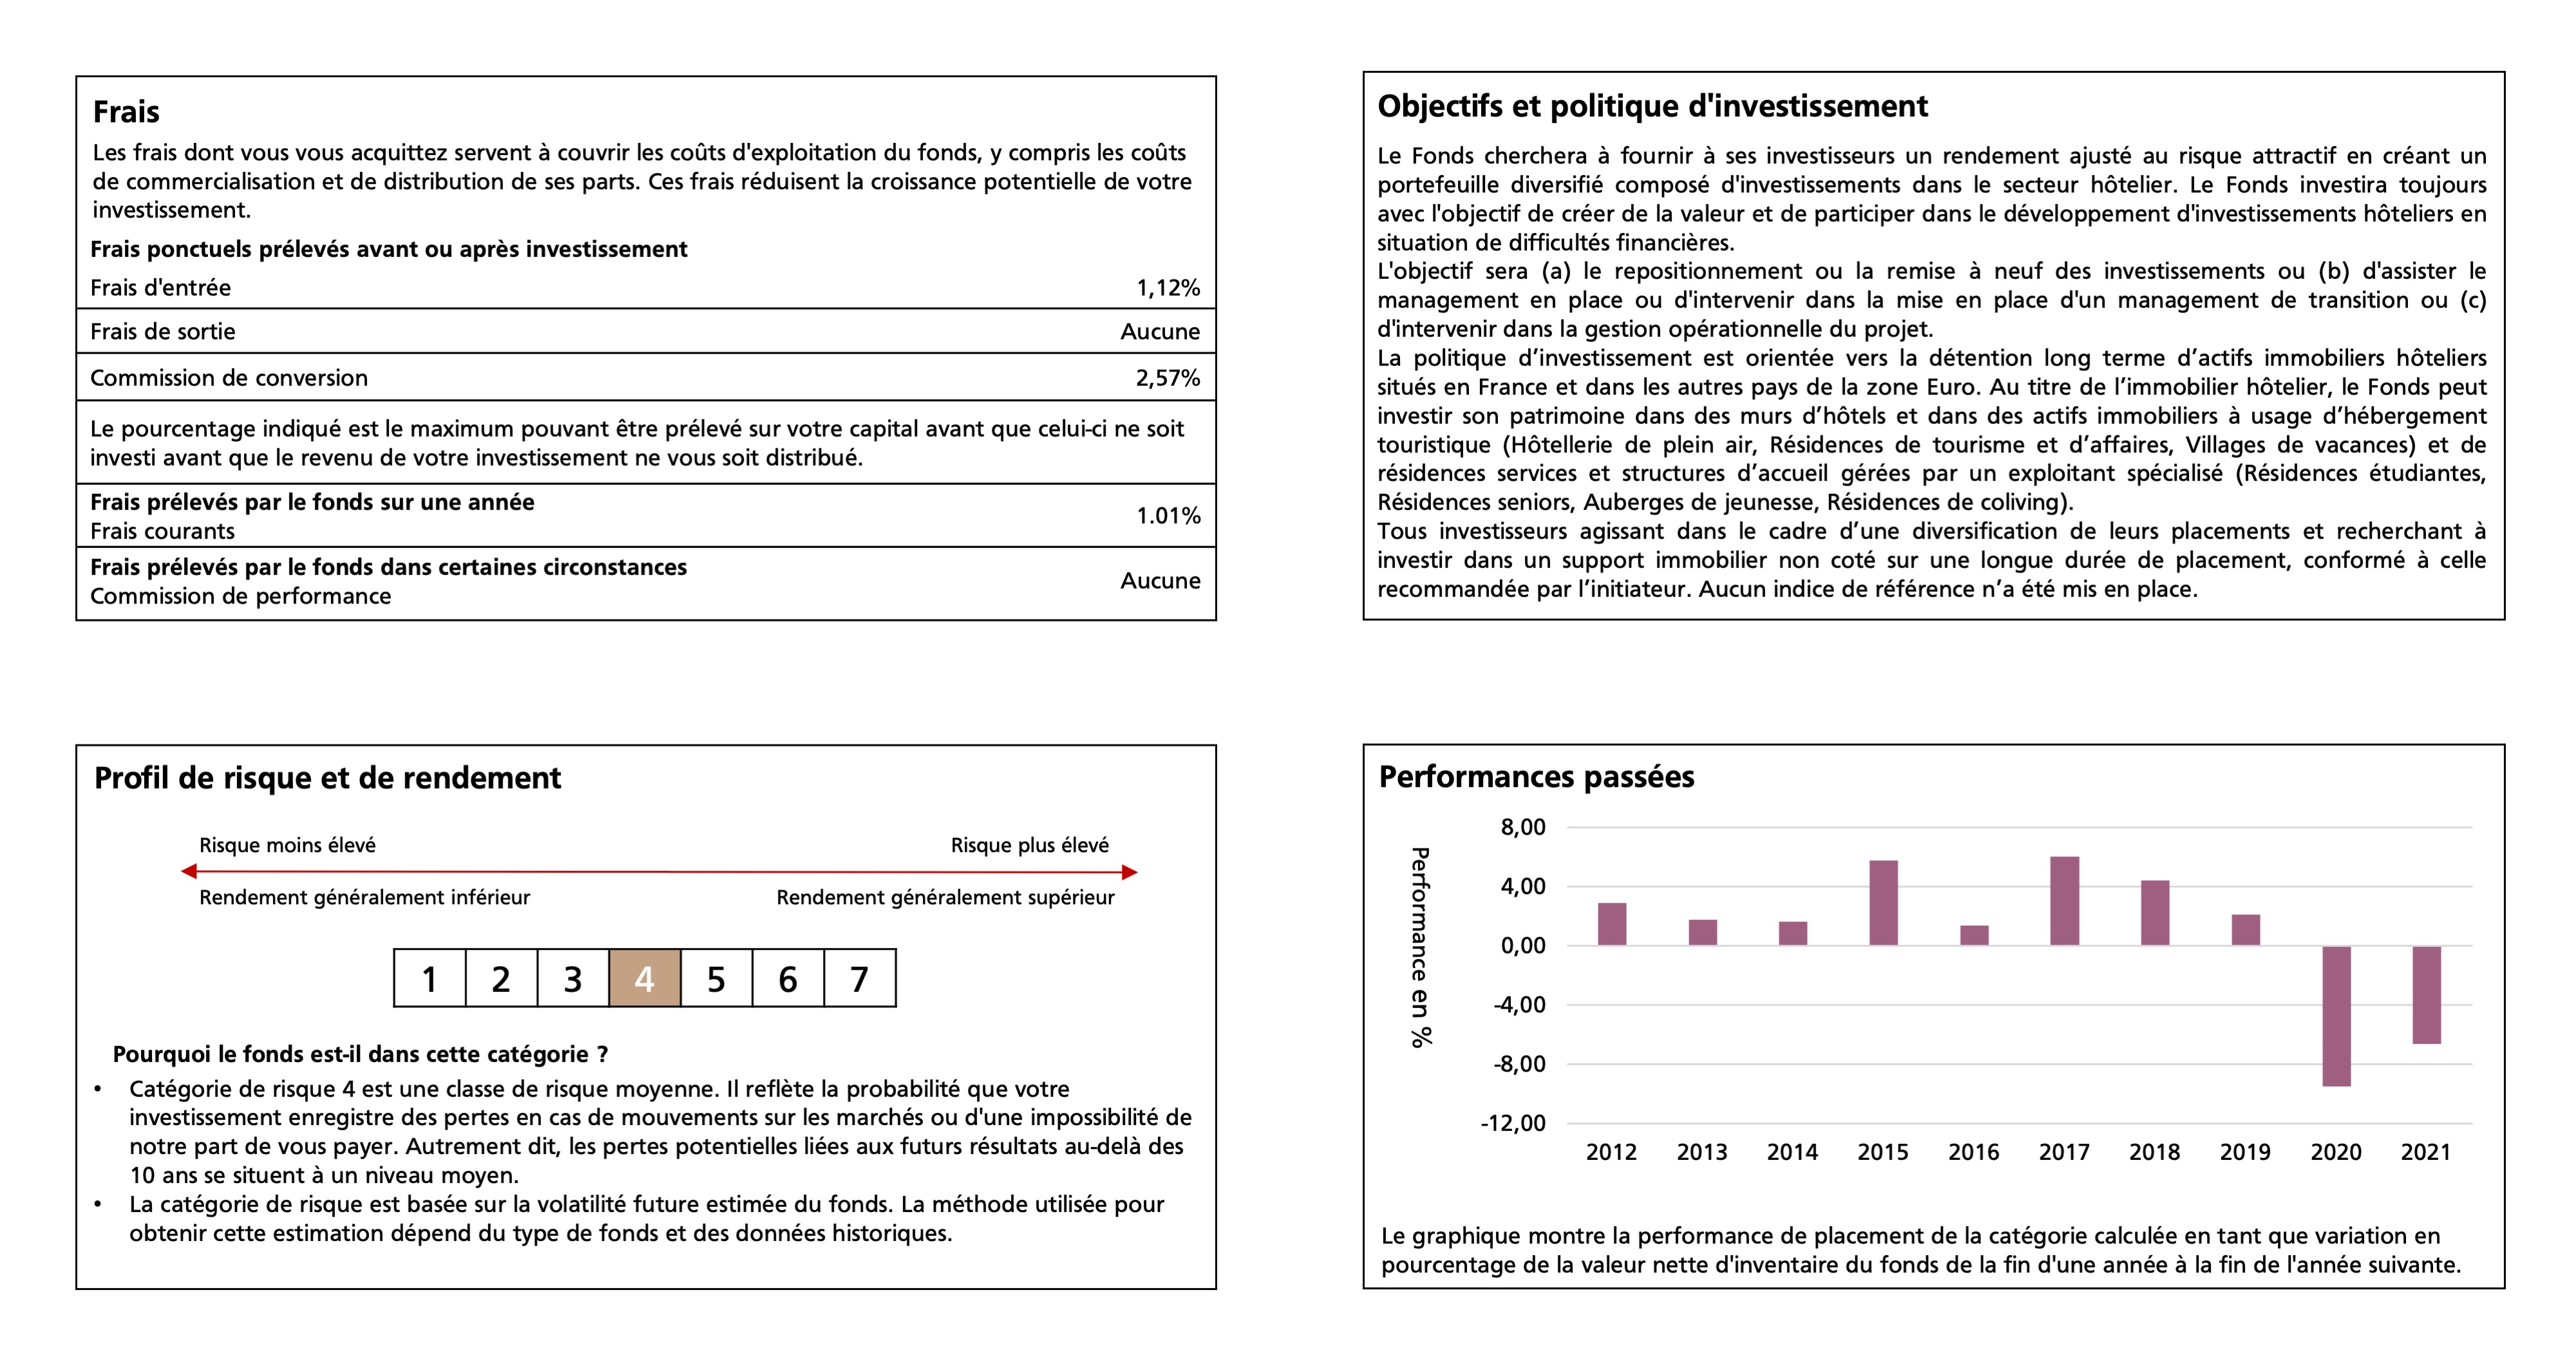 Frais
Les frais dont vous vous acquittez servent à couvrir les coûts d'exploitation du fonds, y compris les coûts
de commercialisation et de distribution de ses parts. Ces frais réduisent la croissance potentielle de votre
investissement.
Frais ponctuels prélevés avant ou après investissement
Frais d'entrée 1,12%
Frais de sortie Aucune
Commission de conversion 2,57%
Le pourcentage indiqué est le maximum pouvant être prélevé sur votre capital avant que celui-ci ne soit
investi avant que le revenu de votre investissement ne vous soit distribué.
Frais prélevés par le fonds sur une année
Frais courants 1.01%
Frais prélevés par le fonds dans certaines circonstances
Commission de performance Aucune
Objectifs et politique d'investissement
Le Fonds cherchera à fournir à ses investisseurs un rendement ajusté au risque attractif en créant un
portefeuille diversifié composé d'investissements dans le secteur hôtelier. Le Fonds investira toujours
avec l'objectif de créer de la valeur et de participer dans le développement d'investissements hôteliers en
situation de difficultés financières.
L'objectif sera (a) le repositionnement ou la remise à neuf des investissements ou (b) d'assister le
management en place ou d'intervenir dans la mise en place d'un management de transition ou (c)
d'intervenir dans la gestion opérationnelle du projet.
La politique d’investissement est orientée vers la détention long terme d’actifs immobiliers hôteliers
situés en France et dans les autres pays de la zone Euro. Au titre de l’immobilier hôtelier, le Fonds peut
investir son patrimoine dans des murs d’hôtels et dans des actifs immobiliers à usage d’hébergement
touristique (Hôtellerie de plein air, Résidences de tourisme et d’affaires, Villages de vacances) et de
résidences services et structures d’accueil gérées par un exploitant spécialisé (Résidences étudiantes,
Résidences seniors, Auberges de jeunesse, Résidences de coliving).
Tous investisseurs agissant dans le cadre d’une diversification de leurs placements et recherchant à
investir dans un support immobilier non coté sur une longue durée de placement, conformé à celle
recommandée par l’initiateur. Aucun indice de référence n’a été mis en place.
Profil de risque et de rendement
Risque moins élevé Risque plus élevé
Rendement généralement inférieur Rendement généralement supérieur
1 2 3 4 5 6 7
Pourquoi le fonds est-il dans cette catégorie ?
• Catégorie de risque 4 est une classe de risque moyenne. Il reflète la probabilité que votre
investissement enregistre des pertes en cas de mouvements sur les marchés ou d'une impossibilité de
notre part de vous payer. Autrement dit, les pertes potentielles liées aux futurs résultats au-delà des
10 ans se situent à un niveau moyen.
• La catégorie de risque est basée sur la volatilité future estimée du fonds. La méthode utilisée pour
obtenir cette estimation dépend du type de fonds et des données historiques.
Performances passées
Performance en %
8,00
4,00
0,00
-4,00
-8,00
-12,00
2012 2013 2014 2015 2016 2017 2018 2019 2020 2021
Le graphique montre la performance de placement de la catégorie calculée en tant que variation en
pourcentage de la valeur nette d'inventaire du fonds de la fin d'une année à la fin de l'année suivante.